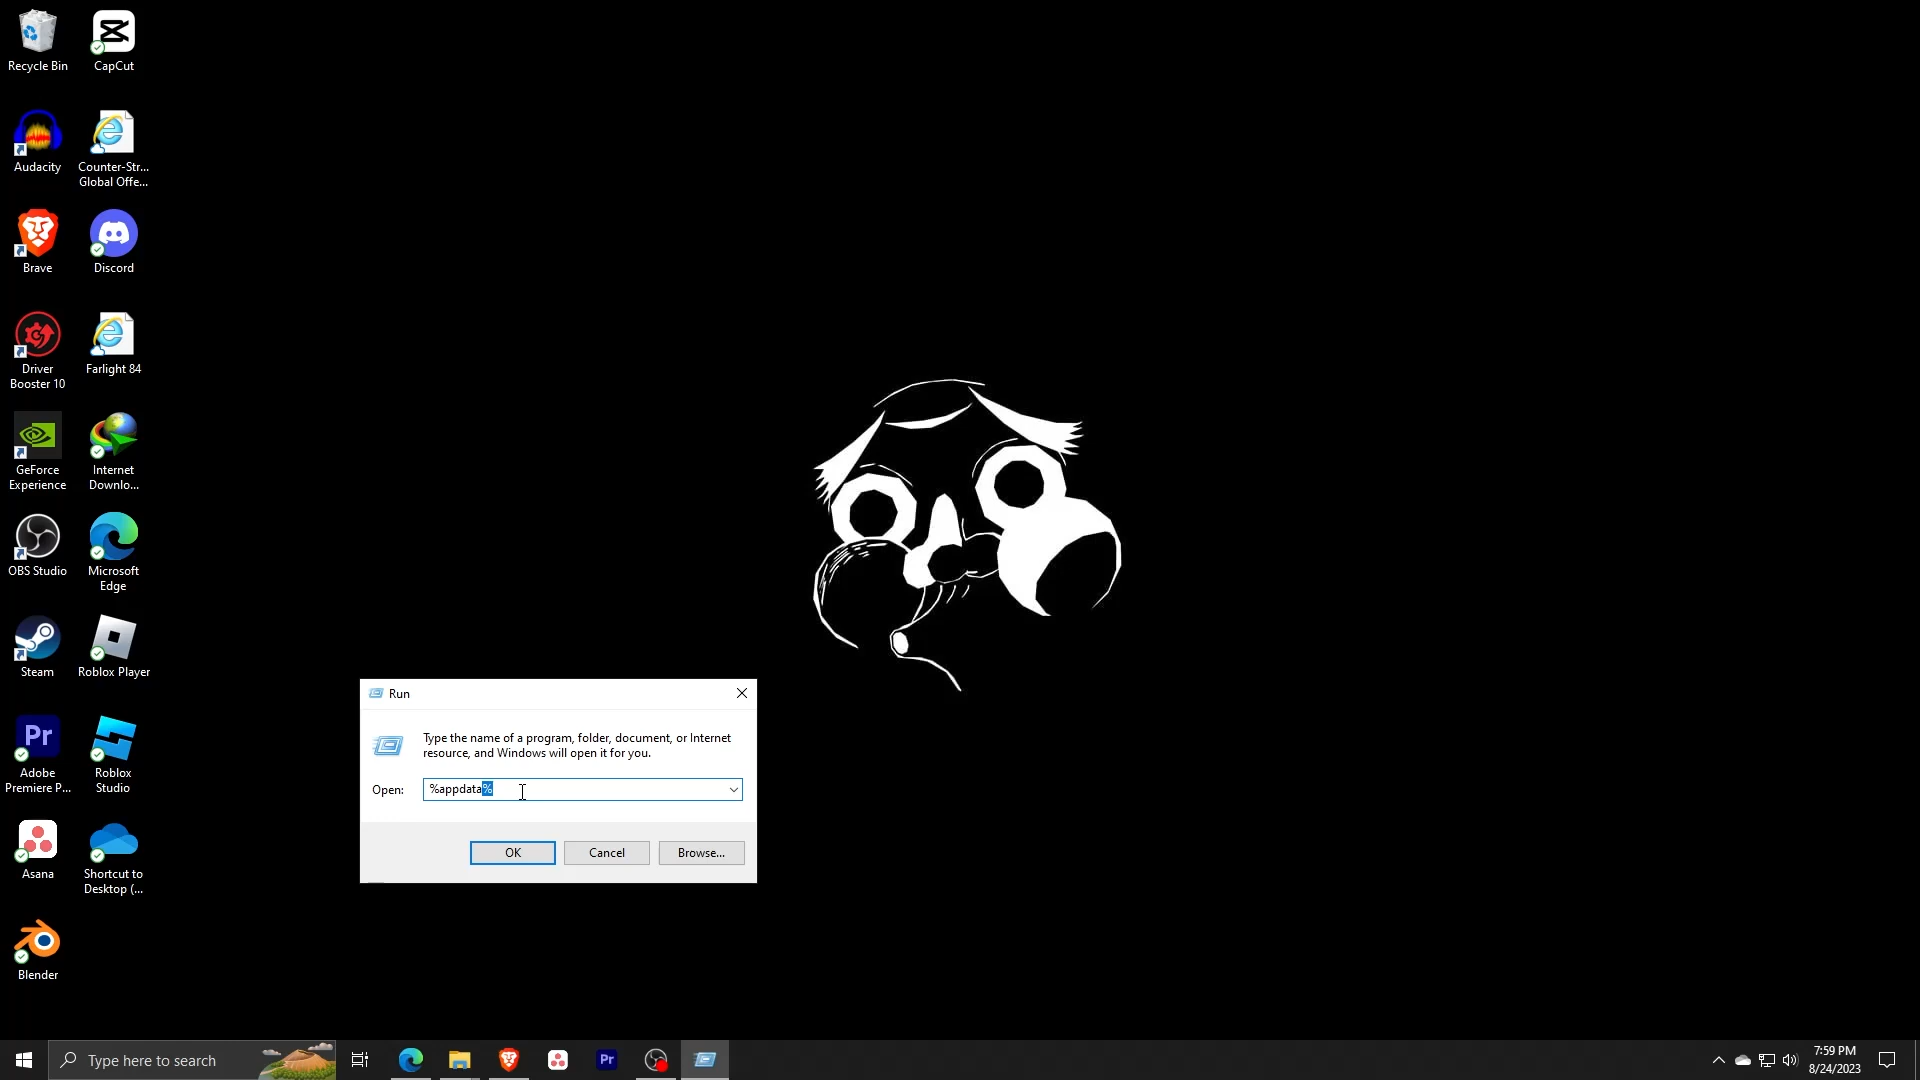 Recycle Bin
CapCut
Audacity
Counter-Str...
Global Offe...
Brave
Discord
Driver
Booster 10
Farlight 84
GeForce
Experience
Internet
Downlo...
OBS Studio
Microsoft
Edge
Steam
Roblox Player
Pr
Adobe
Premiere P...
Roblox
Studio
Asana
Shortcut to
Desktop (...
Blender
Run
Type the name of a program, folder, document, or Internet
resource, and Windows will open it for you.
Open:
%appdata%
OK
Cancel
Browse...
Type here to search
Pr
7:59 PM
8/24/2023